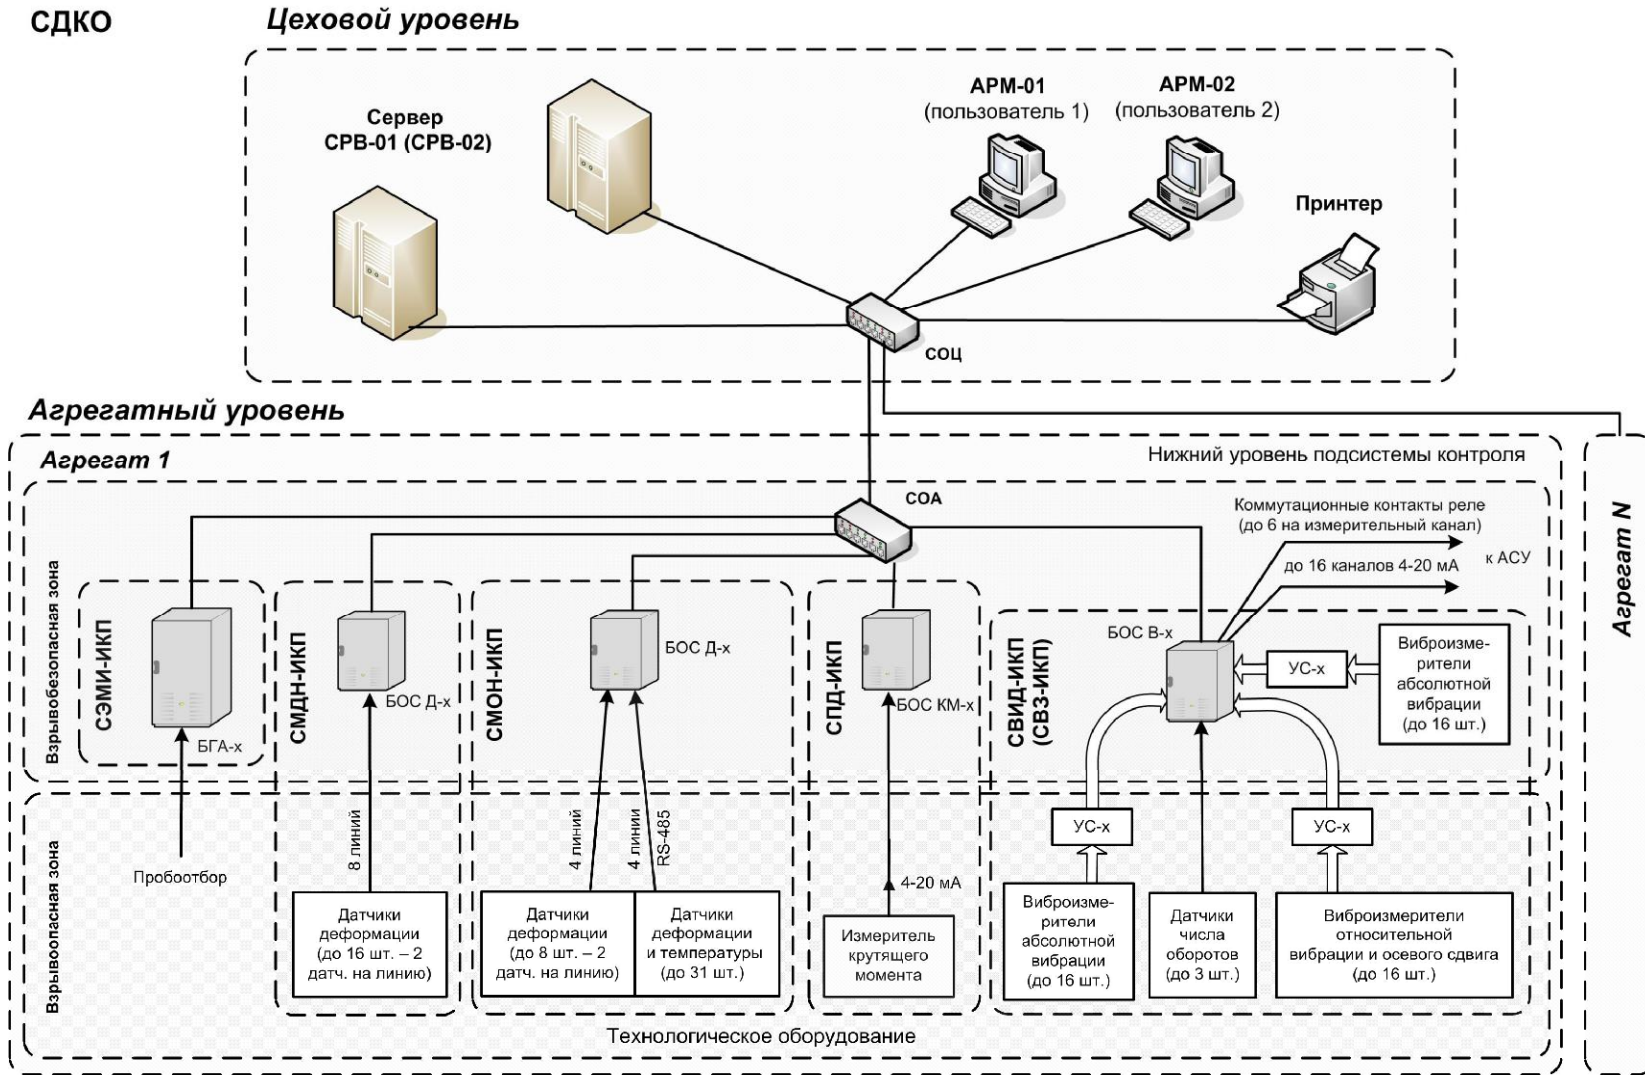 СДКО
Цеховой уровень
Сервер
СРВ-01 (СРВ-02)
АРМ-01
(пользователь 1)
АРМ-02
(пользователь 2)
Принтер
СОЦ
Агрегатный уровень
Агрегат 1
Нижний уровень подсистемы контроля
Агрегат N
СОА
Коммутационные контакты реле
(до 6 на измерительный канал)
до 16 каналов 4-20 мА
к АСУ
Взрывобезопасная зона
СЭМИ-ИКП
БГА-х
СМДН-ИКП
БОС Д-х
СМОН-ИКП
БОС Д-х
СПД-ИКП
БОС КМ-х
СВИД-ИКП
(СВЗ-ИКП)
БОС В-х
УС-х
Виброизме-
рители
абсолютной
вибрации
(до 16 шт.)
Взрывоопасная зона
Пробоотбор
8 линий
Датчики
деформации
(до 16 шт. – 2
датч. на линию)
4 линий
4 линии
RS-485
Датчики
деформации
(до 8 шт. – 2
датч. на линию)
Датчики
деформации
и температуры
(до 31 шт.)
4-20 мА
Измеритель
крутящего
момента
УС-х
Виброизме-
рители
абсолютной
вибрации
(до 16 шт.)
Датчики
числа
оборотов
(до 3 шт.)
УС-х
Виброизмерители
относительной
вибрации и осевого сдвига
(до 16 шт.)
Технологическое оборудование